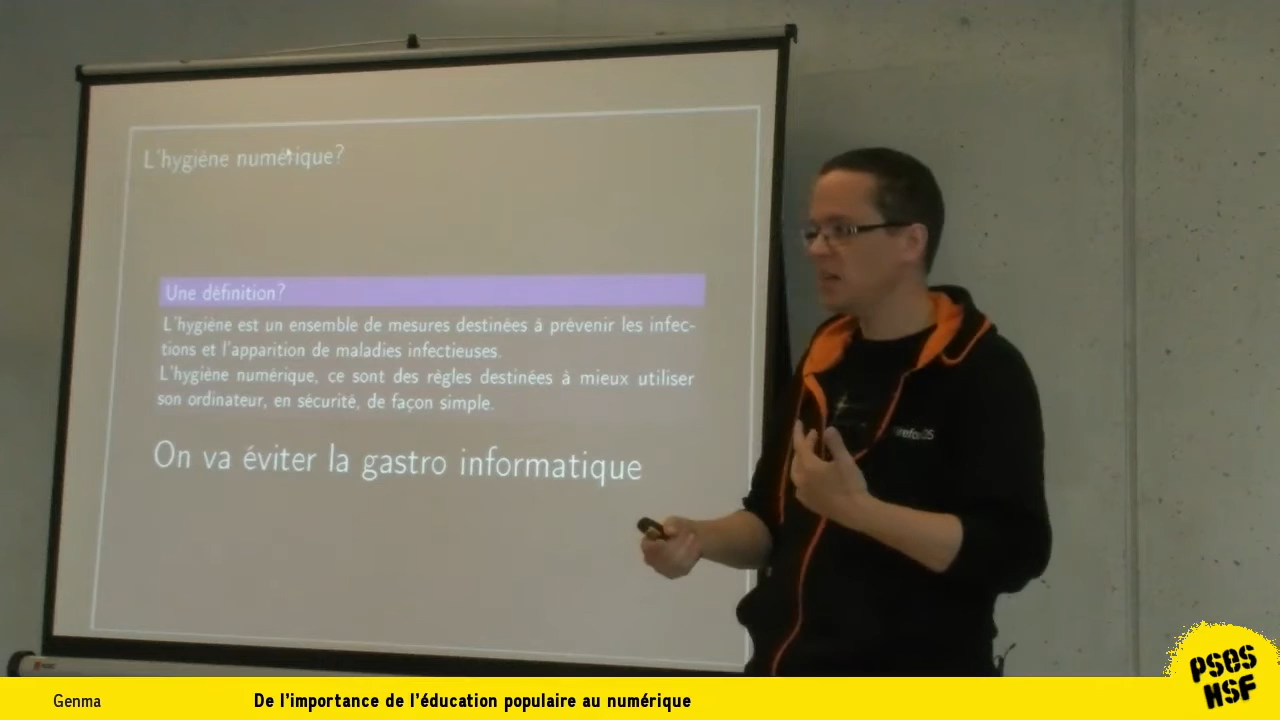 L'hygiène numérique?
Une définition?
L'hygiène est un ensemble de mesures destinées à prévenir les infec-
tions et l'apparition de maladies infectieuses.
L'hygiène numérique, ce sont des règles destinées à mieux utiliser
son ordinateur, en sécurité, de façon simple.
On va éviter la gastro informatique
Genma
De l'importance de l'éducation populaire au numérique
PSES
HSF